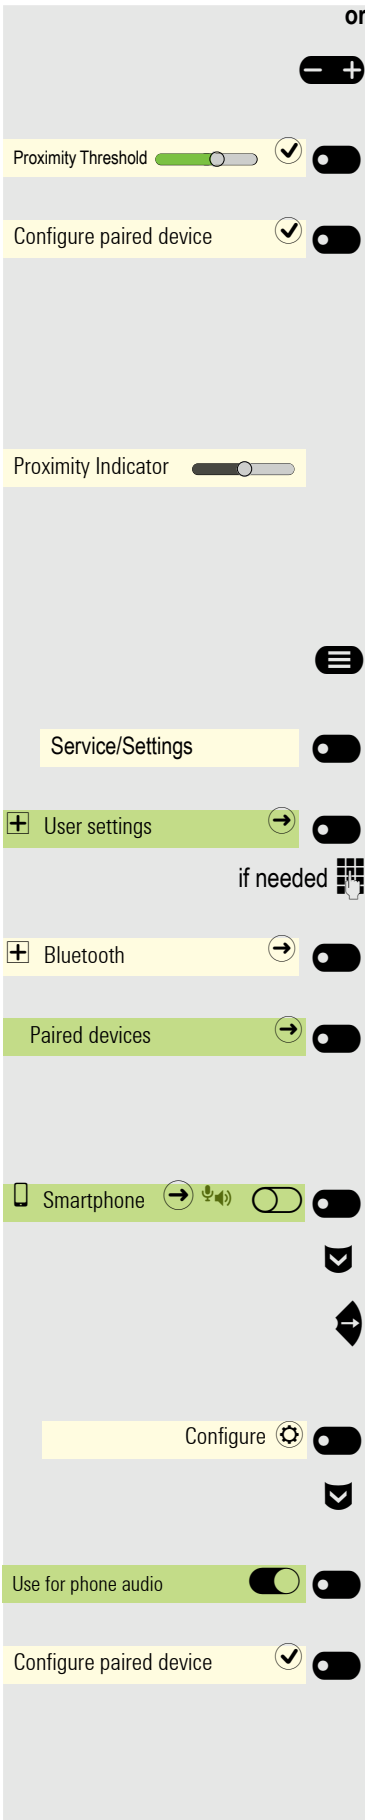 or
Proximity Threshold
Configure paired device
Proximity Indicator
Service/Settings
User settings
if needed
Bluetooth
Paired devices
Smartphone
Configure
Use for phone audio
Configure paired device